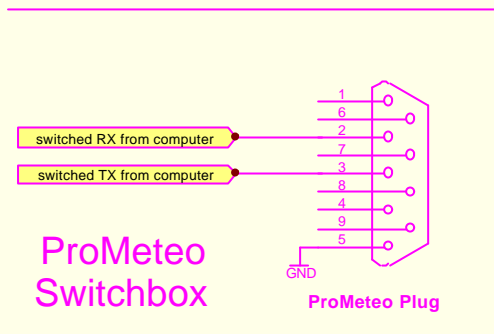 1
6
switched RX from computer
2
7
switched TX from computer
3
8
4
9
5
ProMeteo
Switchbox
GND
ProMeteo Plug